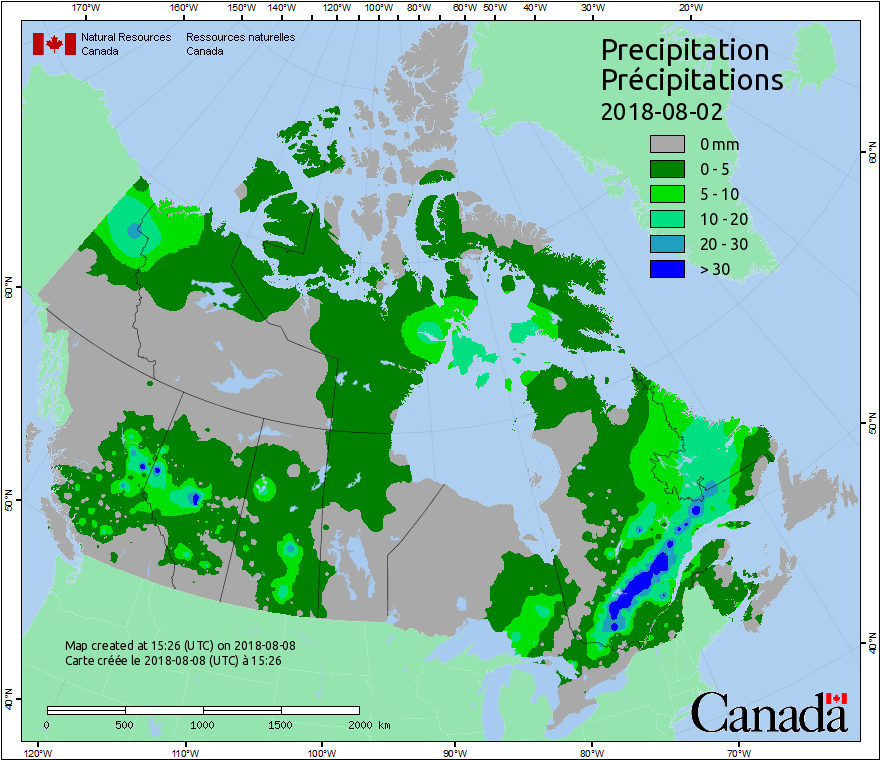 170°W 160°W 150°W 140°W 130°W 120°W 110°W 100°W 90°W 80°W 70°W 60°W 50°W 40°W 30°W 20°W
Natural Resources Ressources naturelles
Canada Canada
Precipitation
Précipitations
2018-08-02
0 mm
0 - 5
5 - 10
10 - 20
20 - 30
> 30
60°N
60°N
50°N
50°N
40°N
40°N
Map created at 15:26 (UTC) on 2018-08-08
Carte créée le 2018-08-08 (UTC) à 15:26
0 500 1000 1500 2000 km
Canada
120°W 110°W 100°W 90°W 80°W 70°W